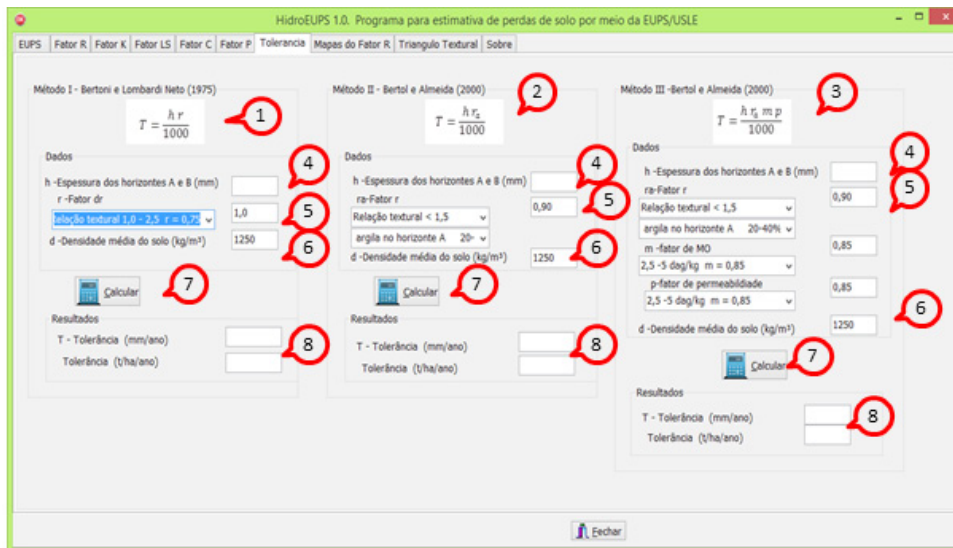 HidroEUPS 1.0. Programa para estimativa de perdas de solo por meio da EUPS/USLE
EUPS Fator R Fator K Fator LS Fator C Fator P Tolerancia Mapas do Fator R Triangulo Textural Sobre
Método I - Bertoni e Lombardi Neto (1975)
T = h r / 1000
1
Dados
4
h -Espessura dos horizontes A e B (mm)
r -Fator dr
relação textural 1,0 - 2,5 r = 0,75
1,0
5
d -Densidade média do solo (kg/m³)
1250
6
Calcular
7
Resultados
T - Tolerância (mm/ano)
Tolerância (t/ha/ano)
8
Método II - Bertol e Almeida (2000)
T = h rₐ / 1000
2
Dados
4
h -Espessura dos horizontes A e B (mm)
ra-Fator r
Relação textural < 1,5
0,90
5
argila no horizonte A 20-
d -Densidade média do solo (kg/m³)
1250
6
Calcular
7
Resultados
T - Tolerância (mm/ano)
Tolerância (t/ha/ano)
8
Método III -Bertol e Almeida (2000)
T = h rₐ m p / 1000
3
Dados
4
h -Espessura dos horizontes A e B (mm)
ra-Fator r
0,90
5
Relação textural < 1,5
argila no horizonte A 20-40%
m -fator de MO
0,85
2,5 -5 dag/kg m = 0,85
p-fator de permeabildiade
0,85
2,5 -5 dag/kg m = 0,85
6
d -Densidade média do solo (kg/m³)
1250
Calcular
7
Resultados
T - Tolerância (mm/ano)
Tolerância (t/ha/ano)
8
Fechar